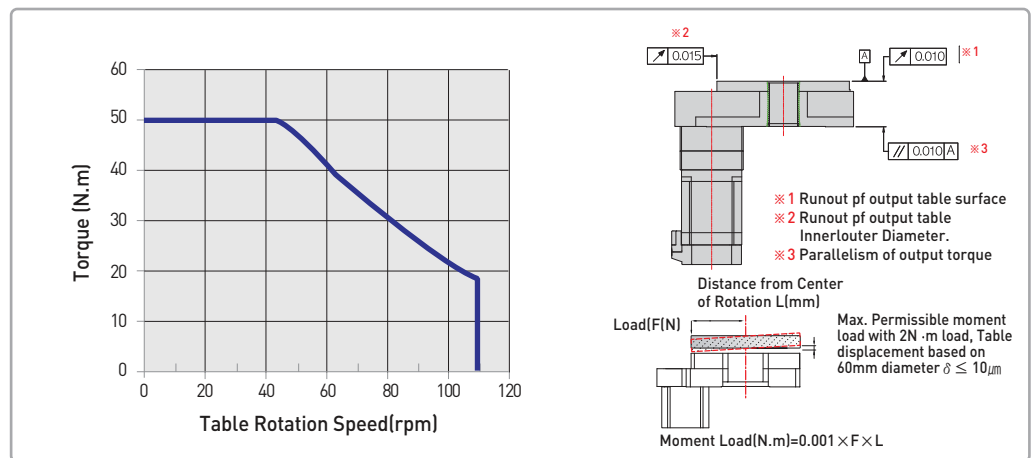 60
50
40
30
20
10
0
0 20 40 60 80 100 120
Torque (N.m)
Table Rotation Speed(rpm)
※2
0.015
A
0.010 ※1
// 0.010 A ※3
※1 Runout pf output table surface
※2 Runout pf output table
Innerlouter Diameter.
※3 Parallelism of output torque
Distance from Center
of Rotation L(mm)
Load(F(N)
Max. Permissible moment
load with 2N ·m load, Table
displacement based on
60mm diameter δ ≤ 10㎛
Moment Load(N.m)=0.001×F×L